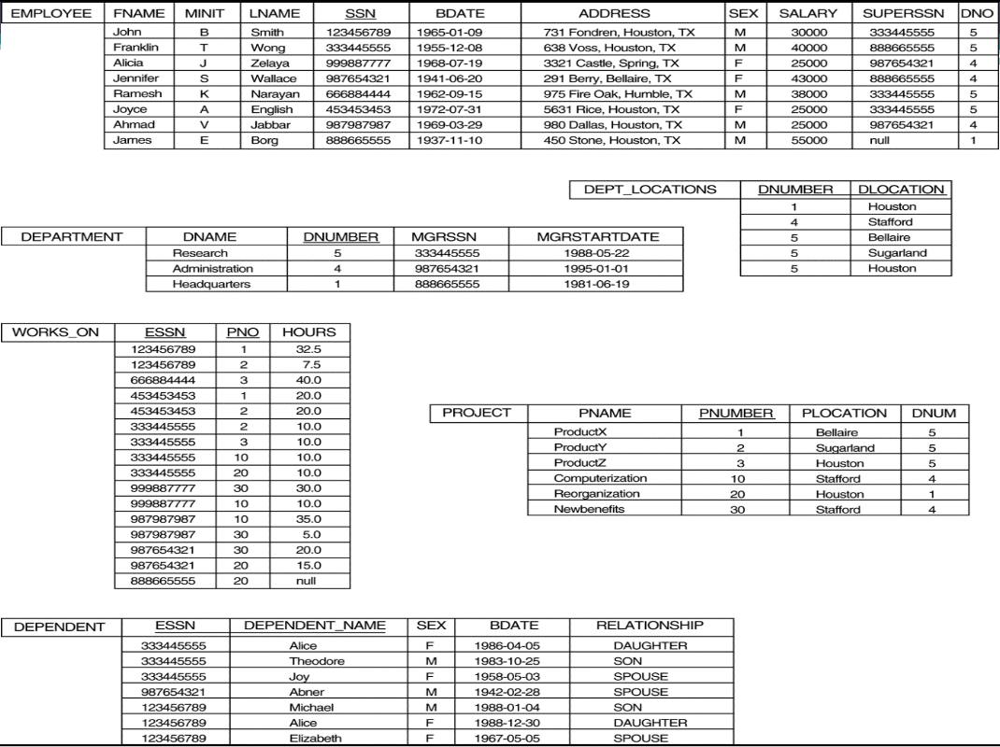 EMPLOYEE FNAME MINIT LNAME SSN BDATE ADDRESS SEX SALARY SUPERSSN DNO
John B Smith 123456789 1965-01-09 731 Fondren, Houston, TX M 30000 333445555 5
Franklin T Wong 333445555 1955-12-08 638 Voss, Houston, TX M 40000 888665555 5
Alicia J Zelaya 999887777 1968-07-19 3321 Castle, Spring, TX F 25000 987654321 4
Jennifer S Wallace 987654321 1941-06-20 291 Berry, Bellaire, TX F 43000 888665555 4
Ramesh K Narayan 666884444 1962-09-15 975 Fire Oak, Humble, TX M 38000 333445555 5
Joyce A English 453453453 1972-07-31 5631 Rice, Houston, TX F 25000 333445555 5
Ahmad V Jabbar 987987987 1969-03-29 980 Dallas, Houston, TX M 25000 987654321 4
James E Borg 888665555 1937-11-10 450 Stone, Houston, TX M 55000 null 1
DEPT_LOCATIONS DNUMBER DLOCATION
1 Houston
4 Stafford
5 Bellaire
5 Sugarland
5 Houston
DEPARTMENT DNAME DNUMBER MGRSSN MGRSTARTDATE
Research 5 333445555 1988-05-22
Administration 4 987654321 1995-01-01
Headquarters 1 888665555 1981-06-19
WORKS_ON ESSN PNO HOURS
123456789 1 32.5
123456789 2 7.5
666884444 3 40.0
453453453 1 20.0
453453453 2 20.0
333445555 2 10.0
333445555 3 10.0
333445555 10 10.0
333445555 20 10.0
999887777 30 30.0
999887777 10 10.0
987987987 10 35.0
987987987 30 5.0
987654321 30 20.0
987654321 20 15.0
888665555 20 null
PROJECT PNAME PNUMBER PLOCATION DNUM
ProductX 1 Bellaire 5
ProductY 2 Sugarland 5
ProductZ 3 Houston 5
Computerization 10 Stafford 4
Reorganization 20 Houston 1
Newbenefits 30 Stafford 4
DEPENDENT ESSN DEPENDENT_NAME SEX BDATE RELATIONSHIP
333445555 Alice F 1986-04-05 DAUGHTER
333445555 Theodore M 1983-10-25 SON
333445555 Joy F 1958-05-03 SPOUSE
987654321 Abner M 1942-02-28 SPOUSE
123456789 Michael M 1988-01-04 SON
123456789 Alice F 1988-12-30 DAUGHTER
123456789 Elizabeth F 1967-05-05 SPOUSE